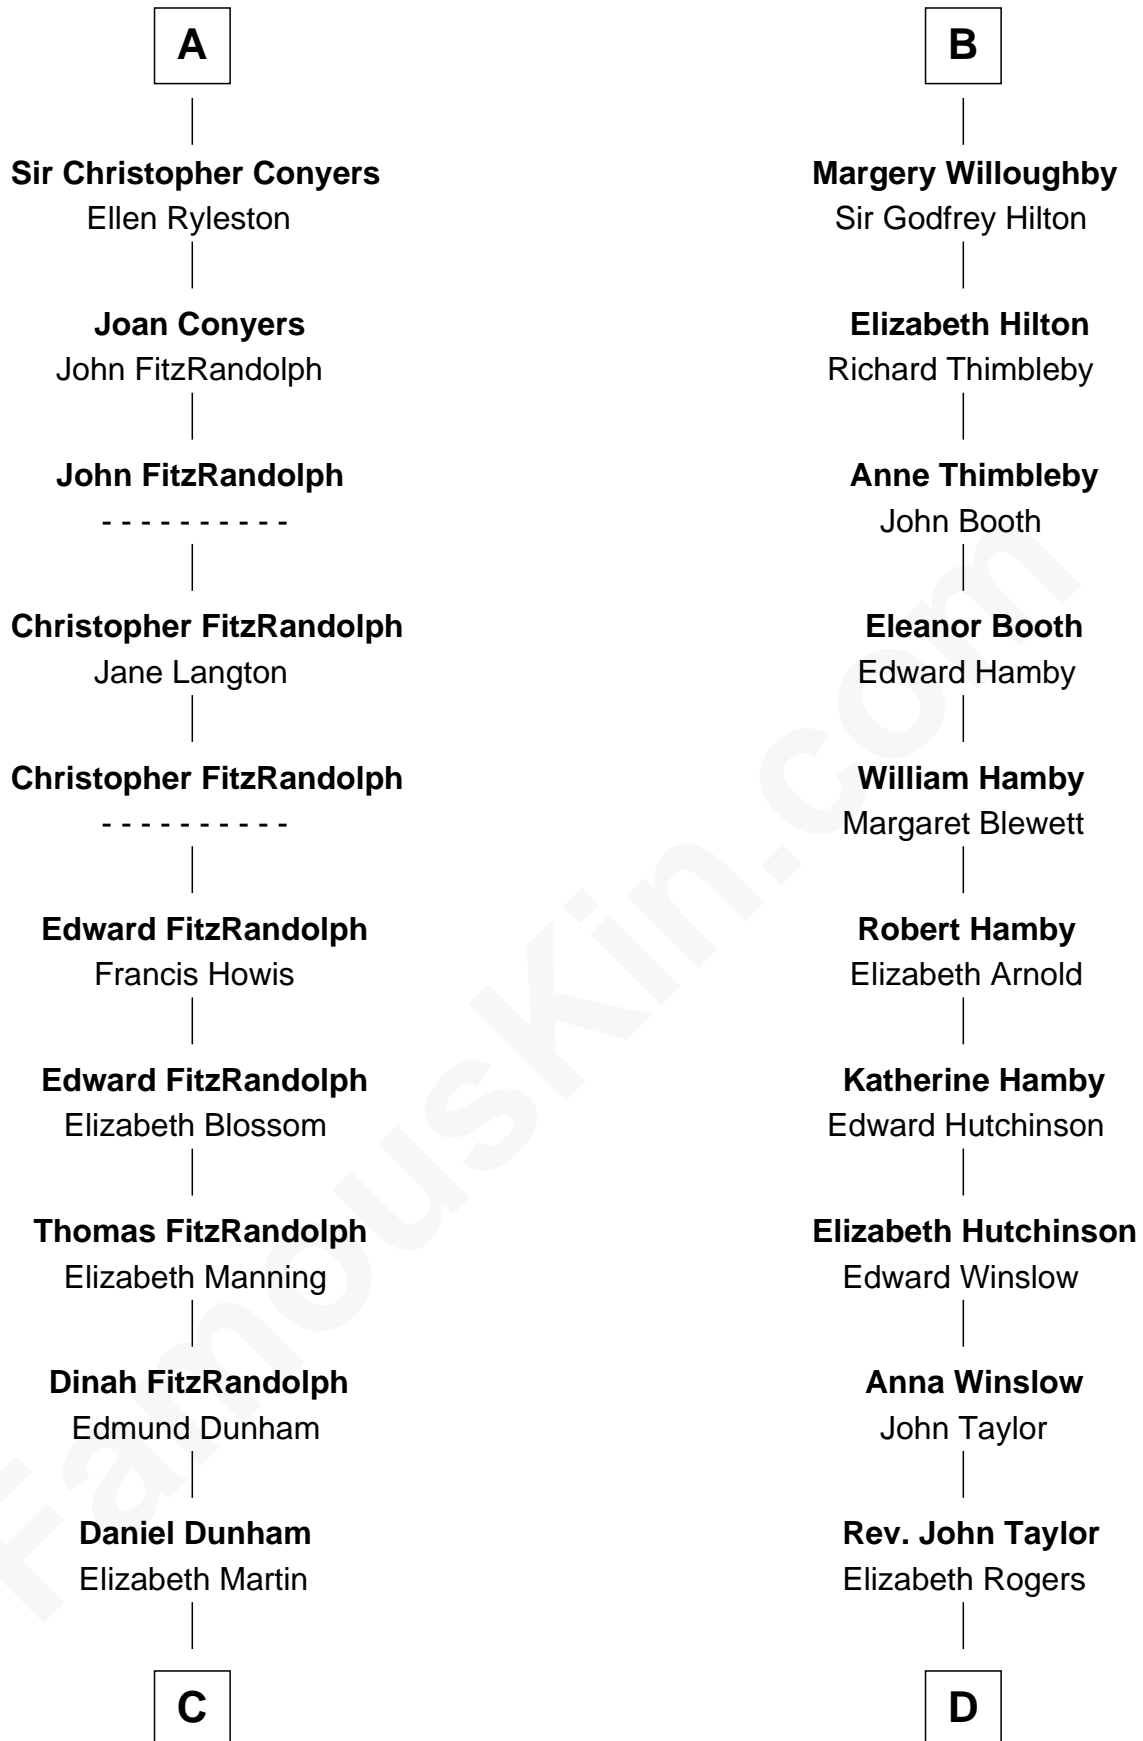 A
Sir Christopher Conyers
Ellen Ryleston
Joan Conyers
John FitzRandolph
John FitzRandolph
- - - - - - - - - -
Christopher FitzRandolph
Jane Langton
Christopher FitzRandolph
- - - - - - - - - -
Edward FitzRandolph
Francis Howis
Edward FitzRandolph
Elizabeth Blossom
Thomas FitzRandolph
Elizabeth Manning
Dinah FitzRandolph
Edmund Dunham
Daniel Dunham
Elizabeth Martin
C
B
Margery Willoughby
Sir Godfrey Hilton
Elizabeth Hilton
Richard Thimbleby
Anne Thimbleby
John Booth
Eleanor Booth
Edward Hamby
William Hamby
Margaret Blewett
Robert Hamby
Elizabeth Arnold
Katherine Hamby
Edward Hutchinson
Elizabeth Hutchinson
Edward Winslow
Anna Winslow
John Taylor
Rev. John Taylor
Elizabeth Rogers
D
FamousKin.com